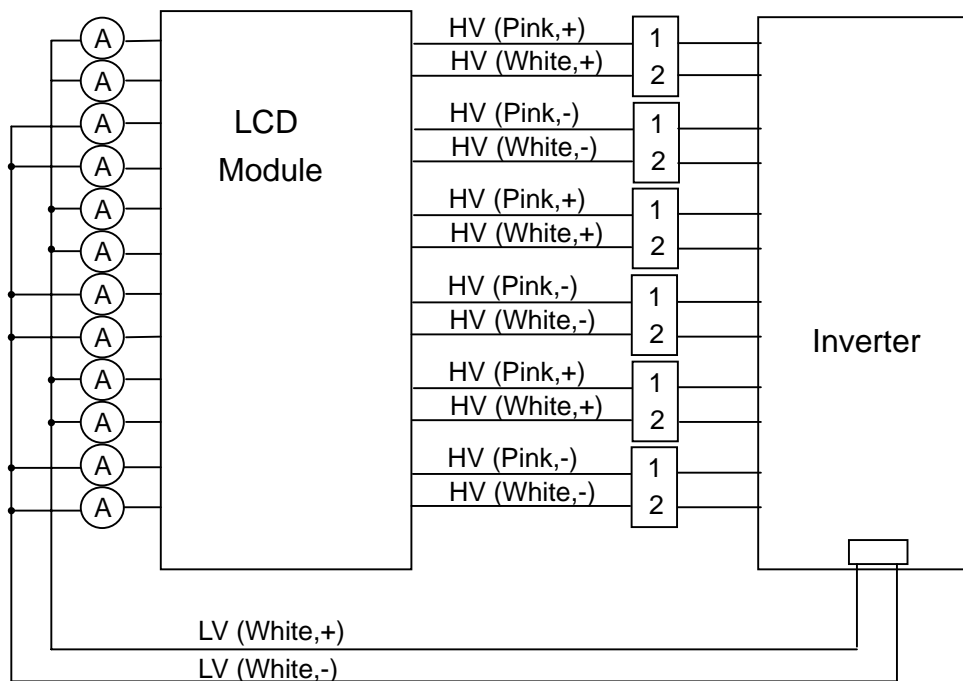 A
A
A
A
A
A
A
A
A
A
A
A
LCD
Module
HV (Pink,+)
HV (White,+)
1
2
HV (Pink,-)
HV (White,-)
1
2
HV (Pink,+)
HV (White,+)
1
2
HV (Pink,-)
HV (White,-)
1
2
HV (Pink,+)
HV (White,+)
1
2
HV (Pink,-)
HV (White,-)
1
2
Inverter
LV (White,+)
LV (White,-)